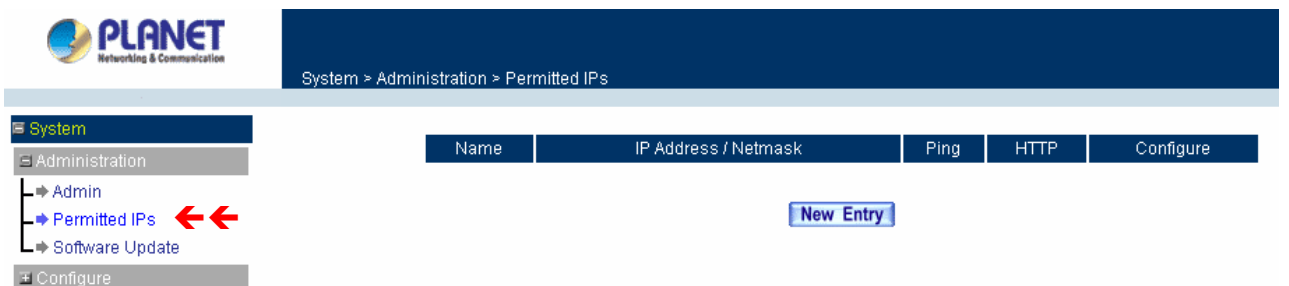 PLANET
Networking & Communication
System > Administration > Permitted IPs
System
Administration
Admin
Permitted IPs
Software Update
Configure
Name IP Address / Netmask Ping HTTP Configure
New Entry